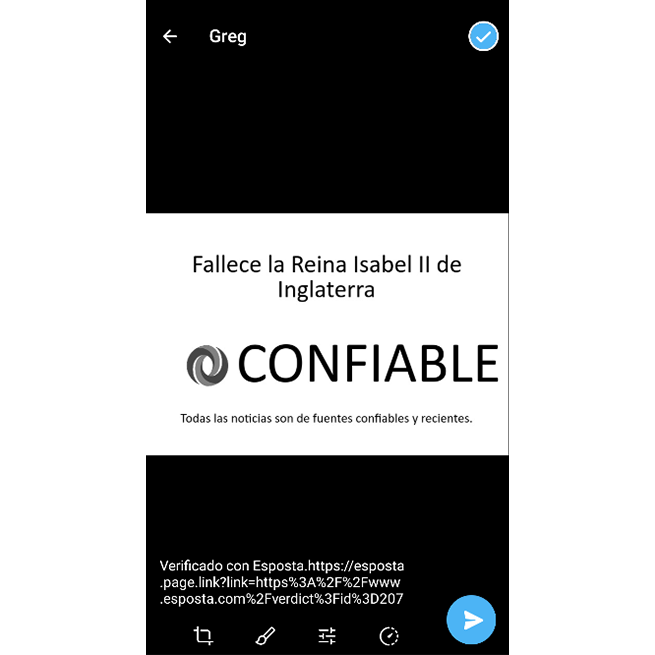 Greg
Fallece la Reina Isabel II de
Inglaterra
CONFIABLE
Todas las noticias son de fuentes confiables y recientes.
Verificado con Esposta.https://esposta
.page.link?link=https%3A%2F%2Fwww
.esposta.com%2Fverdict%3Fid%3D207